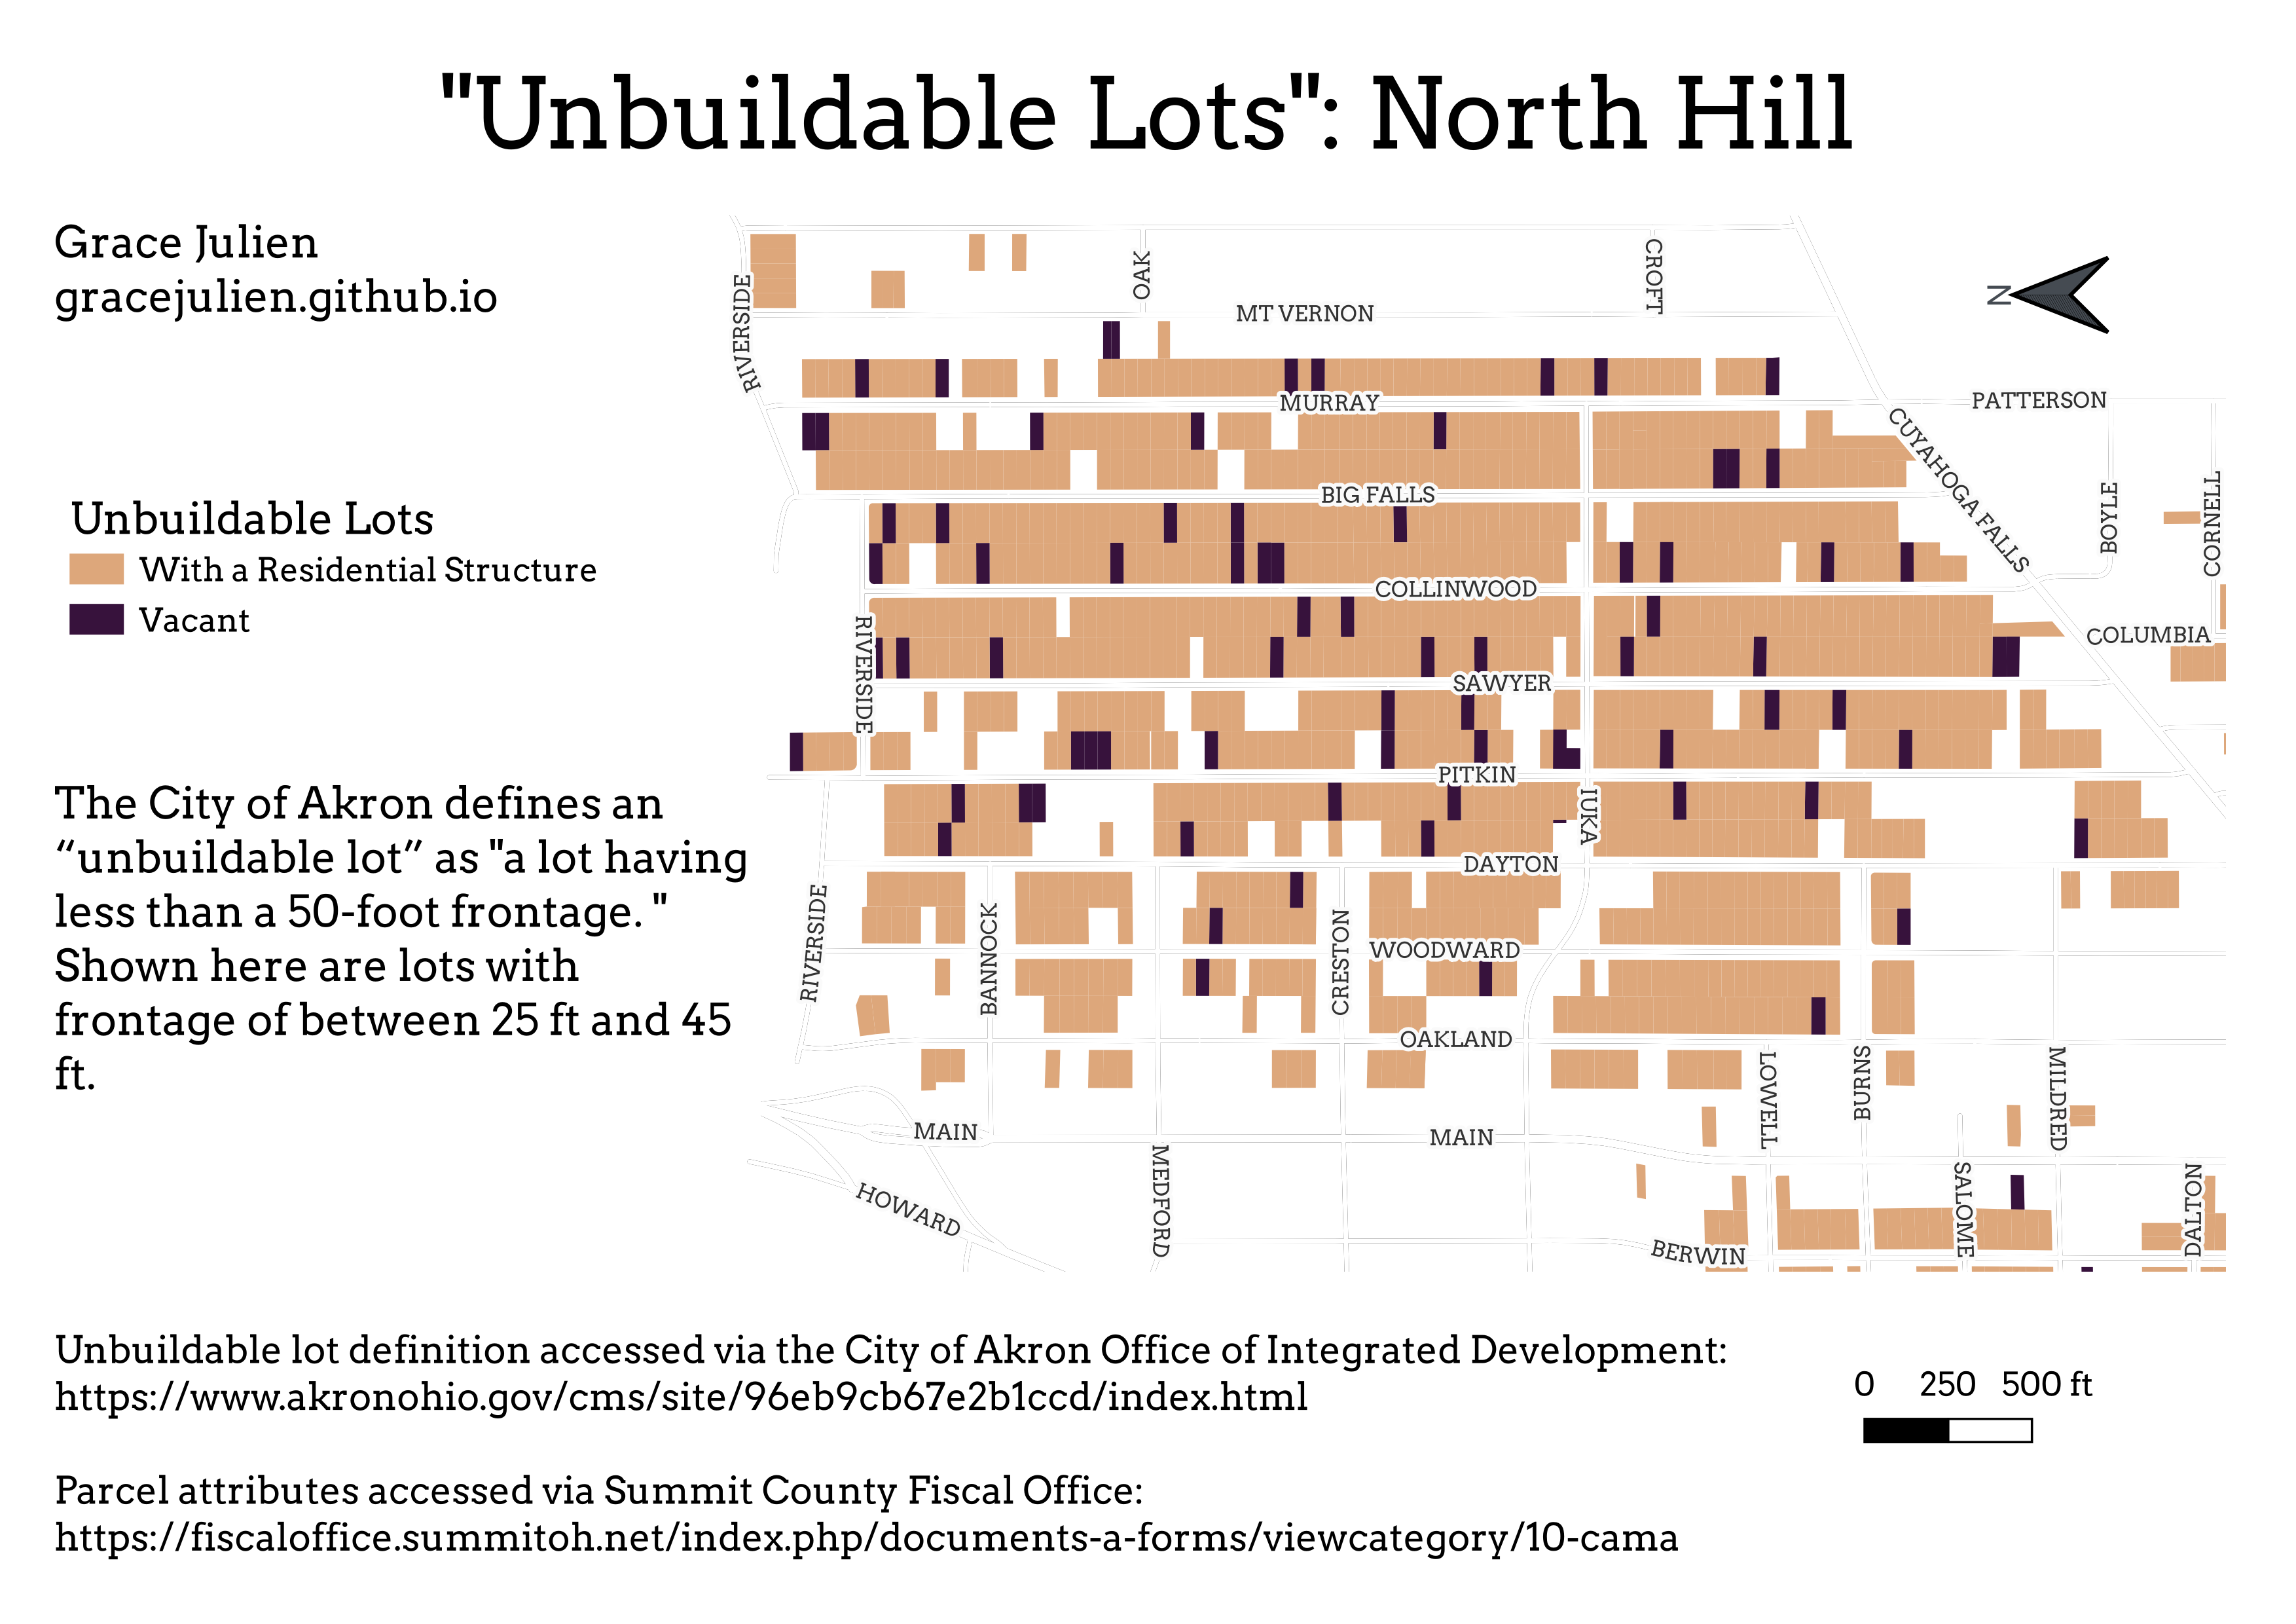 "Unbuildable Lots": North Hill
Grace Julien
gracejulien.github.io
Unbuildable Lots
With a Residential Structure
Vacant
The City of Akron defines an
“unbuildable lot” as "a lot having
less than a 50-foot frontage. "
Shown here are lots with
frontage of between 25 ft and 45
ft.
RIVERSIDE
OAK
CROFT
N
MT VERNON
MURRAY
PATTERSON
CUYAHOGA FALLS
BIG FALLS
BOYLE
CORNELL
COLLINWOOD
RIVERSIDE
COLUMBIA
SAWYER
PITKIN
IUKA
DAYTON
RIVERSIDE
BANNOCK
CRESTON
WOODWARD
OAKLAND
LOWELL
BURNS
MILDRED
MAIN
MAIN
MEDFORD
HOWARD
SALOME
DALTON
BERWIN
Unbuildable lot definition accessed via the City of Akron Office of Integrated Development:
https://www.akronohio.gov/cms/site/96eb9cb67e2b1ccd/index.html
0 250 500 ft
Parcel attributes accessed via Summit County Fiscal Office:
https://fiscaloffice.summitoh.net/index.php/documents-a-forms/viewcategory/10-cama